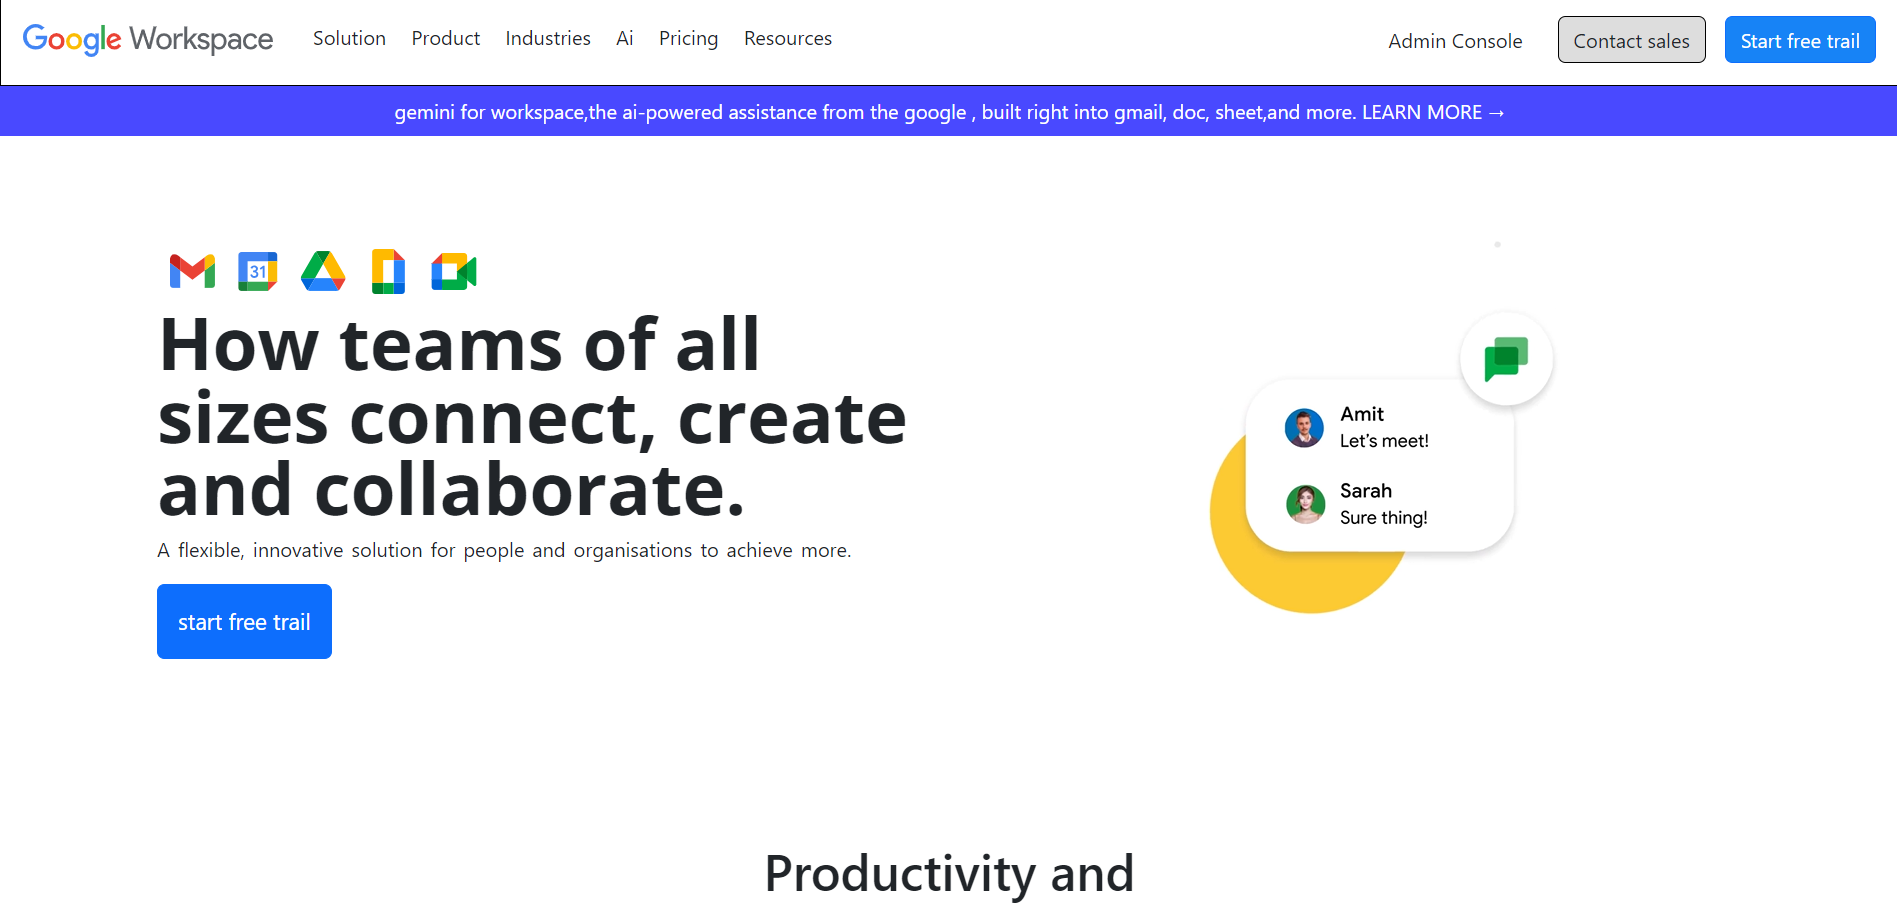 Google Workspace Solution Product Industries Ai Pricing Resources Admin Console Contact sales Start free trail
gemini for workspace,the ai-powered assistance from the google , built right into gmail, doc, sheet,and more. LEARN MORE →
31
How teams of all
sizes connect, create
and collaborate.
A flexible, innovative solution for people and organisations to achieve more.
start free trail
Amit
Let's meet!
Sarah
Sure thing!
Productivity and